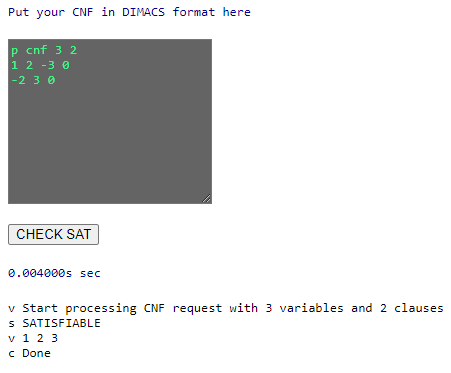 Put your CNF in DIMACS format here
p cnf 3 2
1 2 -3 0
-2 3 0
CHECK SAT
0.004000s sec
v Start processing CNF request with 3 variables and 2 clauses
s SATISFIABLE
v 1 2 3
c Done